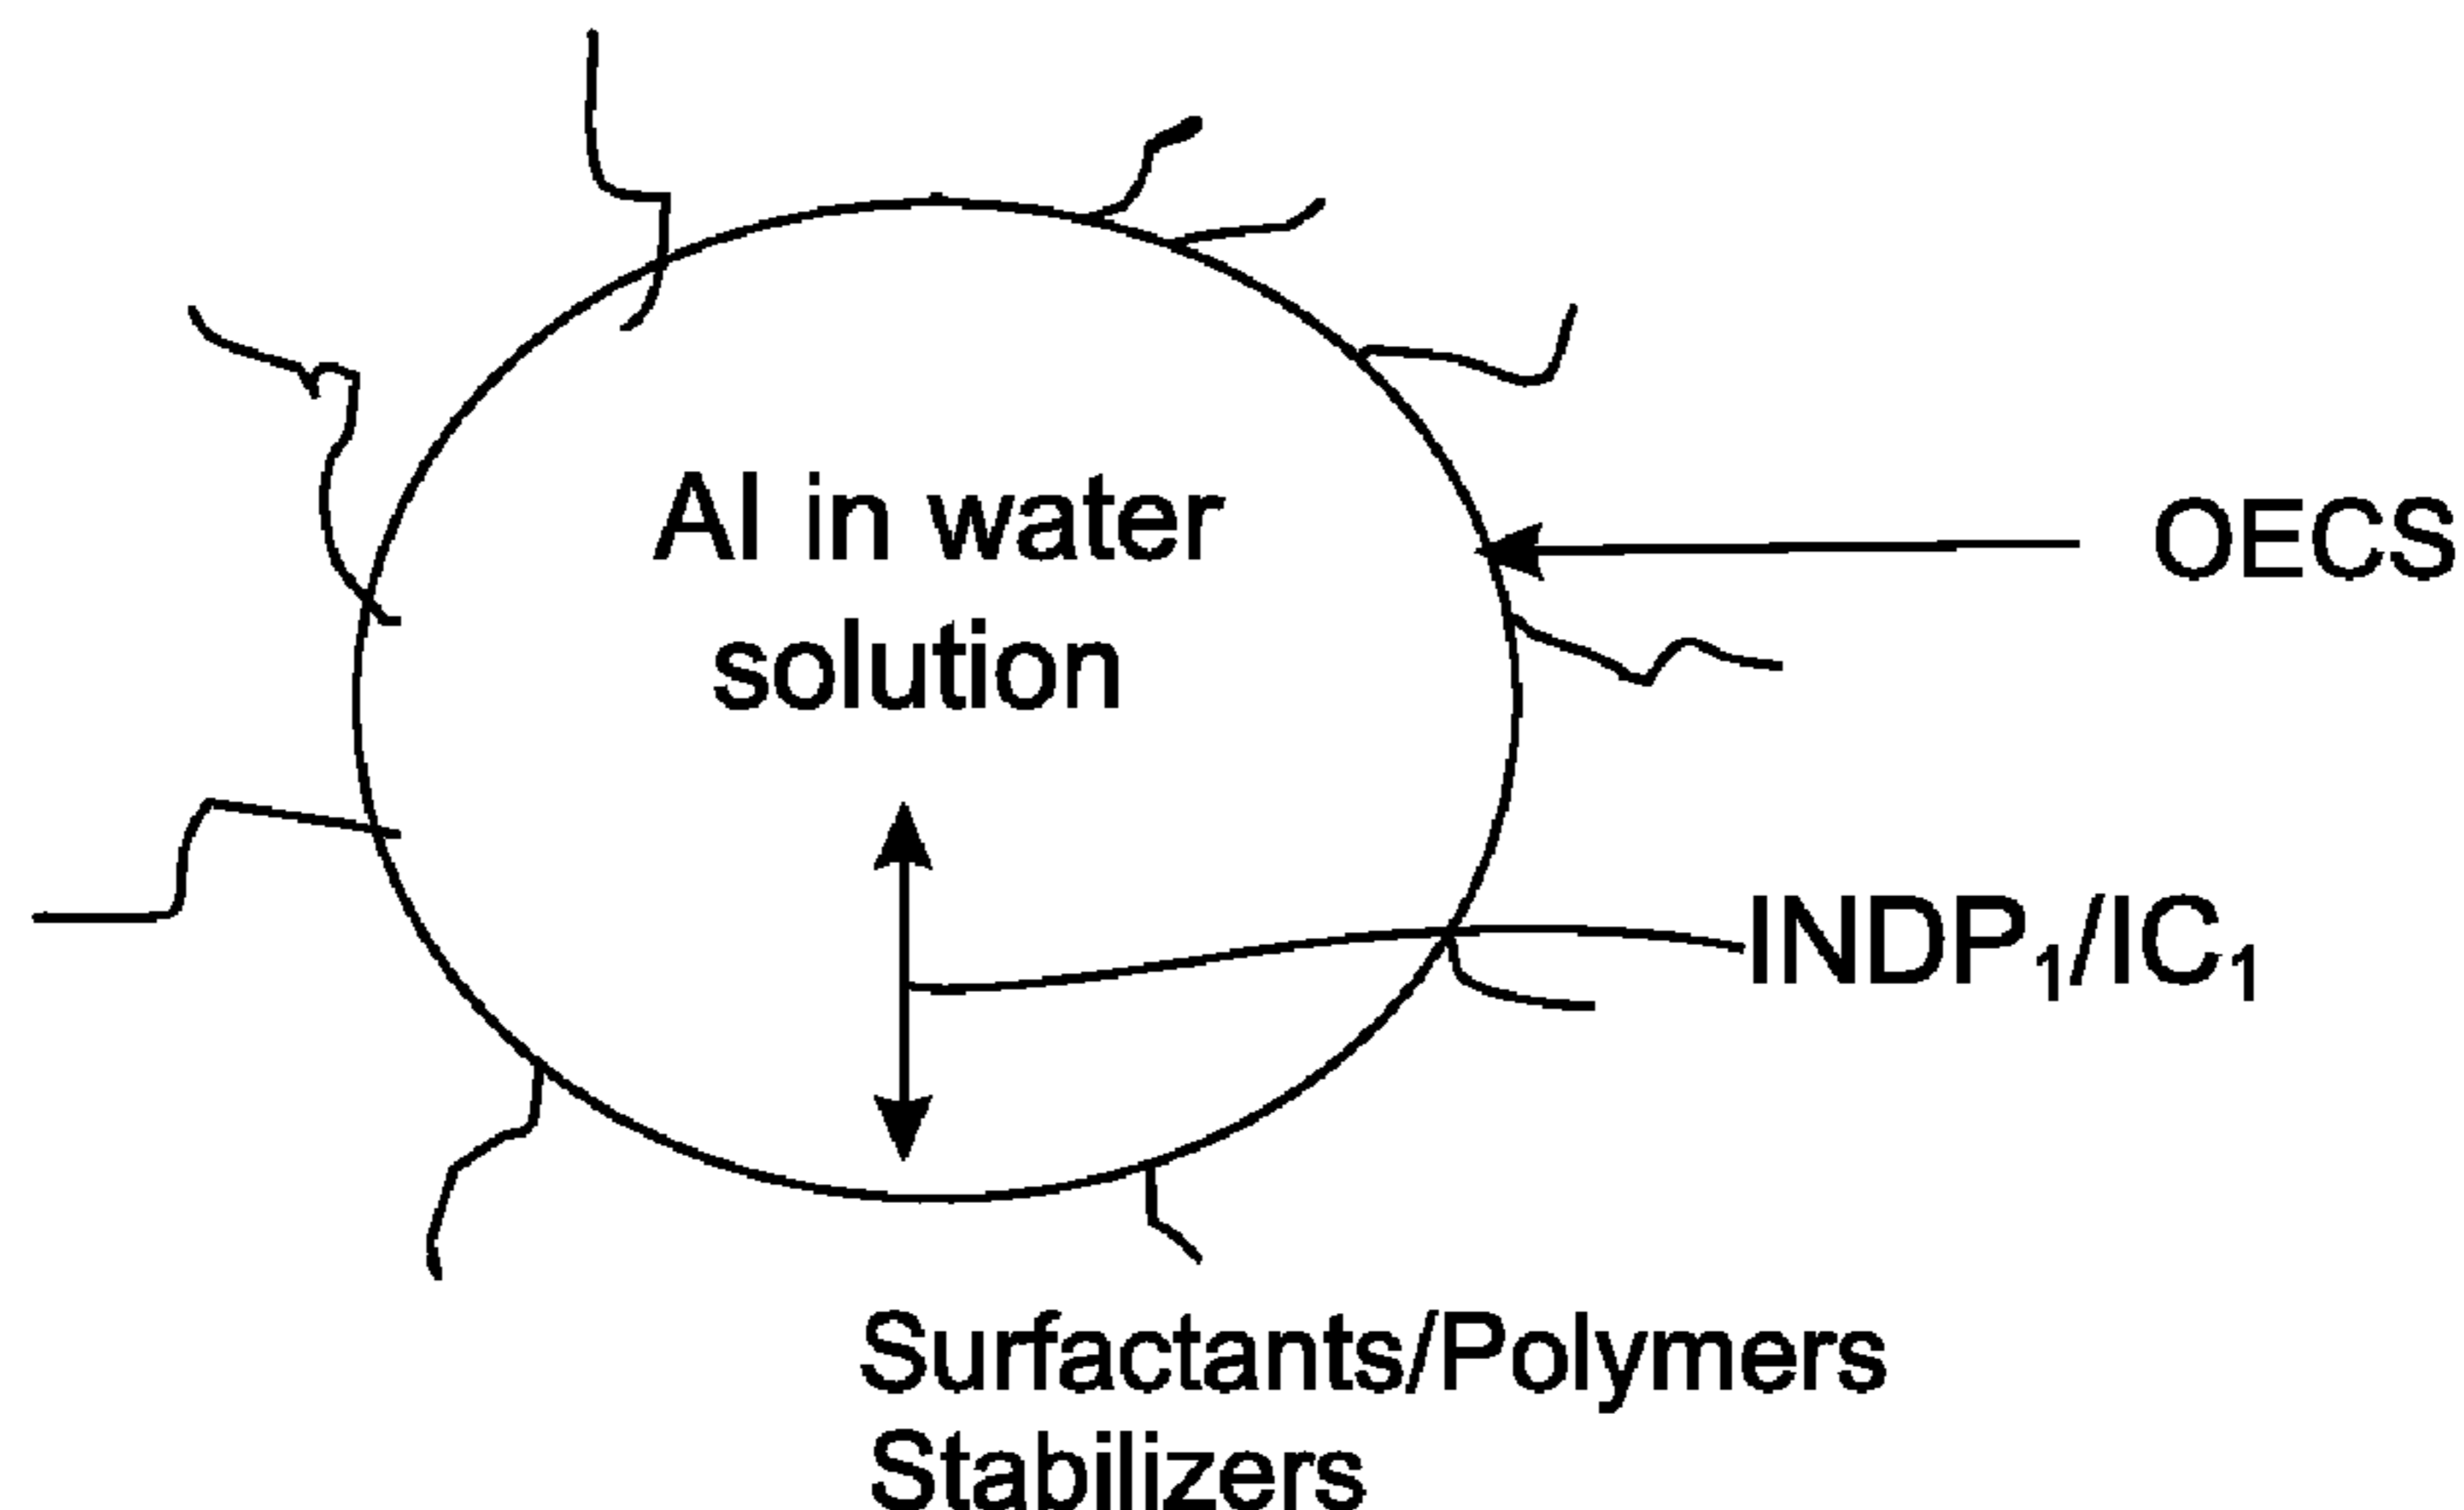 AI in water
solution
OECS
INDP₁/IC₁
Surfactants/Polymers
Stabilizers